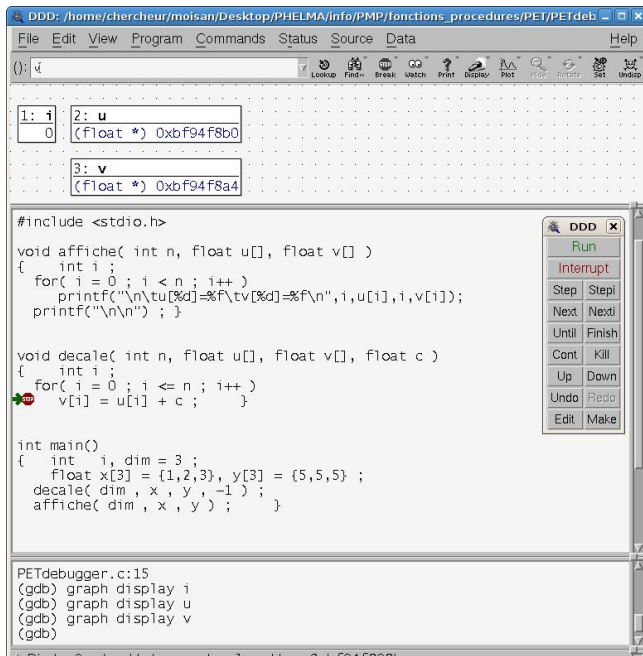 DDD: /home/chercheur/moisan/Desktop/PHELMA/info/PMP/fonctions_procedures/PET/PETdeb
File Edit View Program Commands Status Source Data Help
():
Lookup Find» Break Watch Print Display Plot Hide Rotate Set Undisp
1: i
0
2: u
(float *) 0xbf94f8b0
3: v
(float *) 0xbf94f8a4
#include <stdio.h>
void affiche( int n, float u[], float v[] )
{ int i ;
for( i = 0 ; i < n ; i++ )
printf("\n\tu[%d]=%f\tv[%d]=%f\n",i,u[i],i,v[i]);
printf("\n\n") ; }
void decale( int n, float u[], float v[], float c )
{ int i ;
for( i = 0 ; i <= n ; i++ )
STOP v[i] = u[i] + c ; }
int main()
{ int i, dim = 3 ;
float x[3] = {1,2,3}, y[3] = {5,5,5} ;
decale( dim , x , y , -1 ) ;
affiche( dim , x , y ) ; }
DDD
Run
Interrupt
Step Stepi
Next Nexti
Until Finish
Cont Kill
Up Down
Undo Redo
Edit Make
PETdebugger.c:15
(gdb) graph display i
(gdb) graph display u
(gdb) graph display v
(gdb)